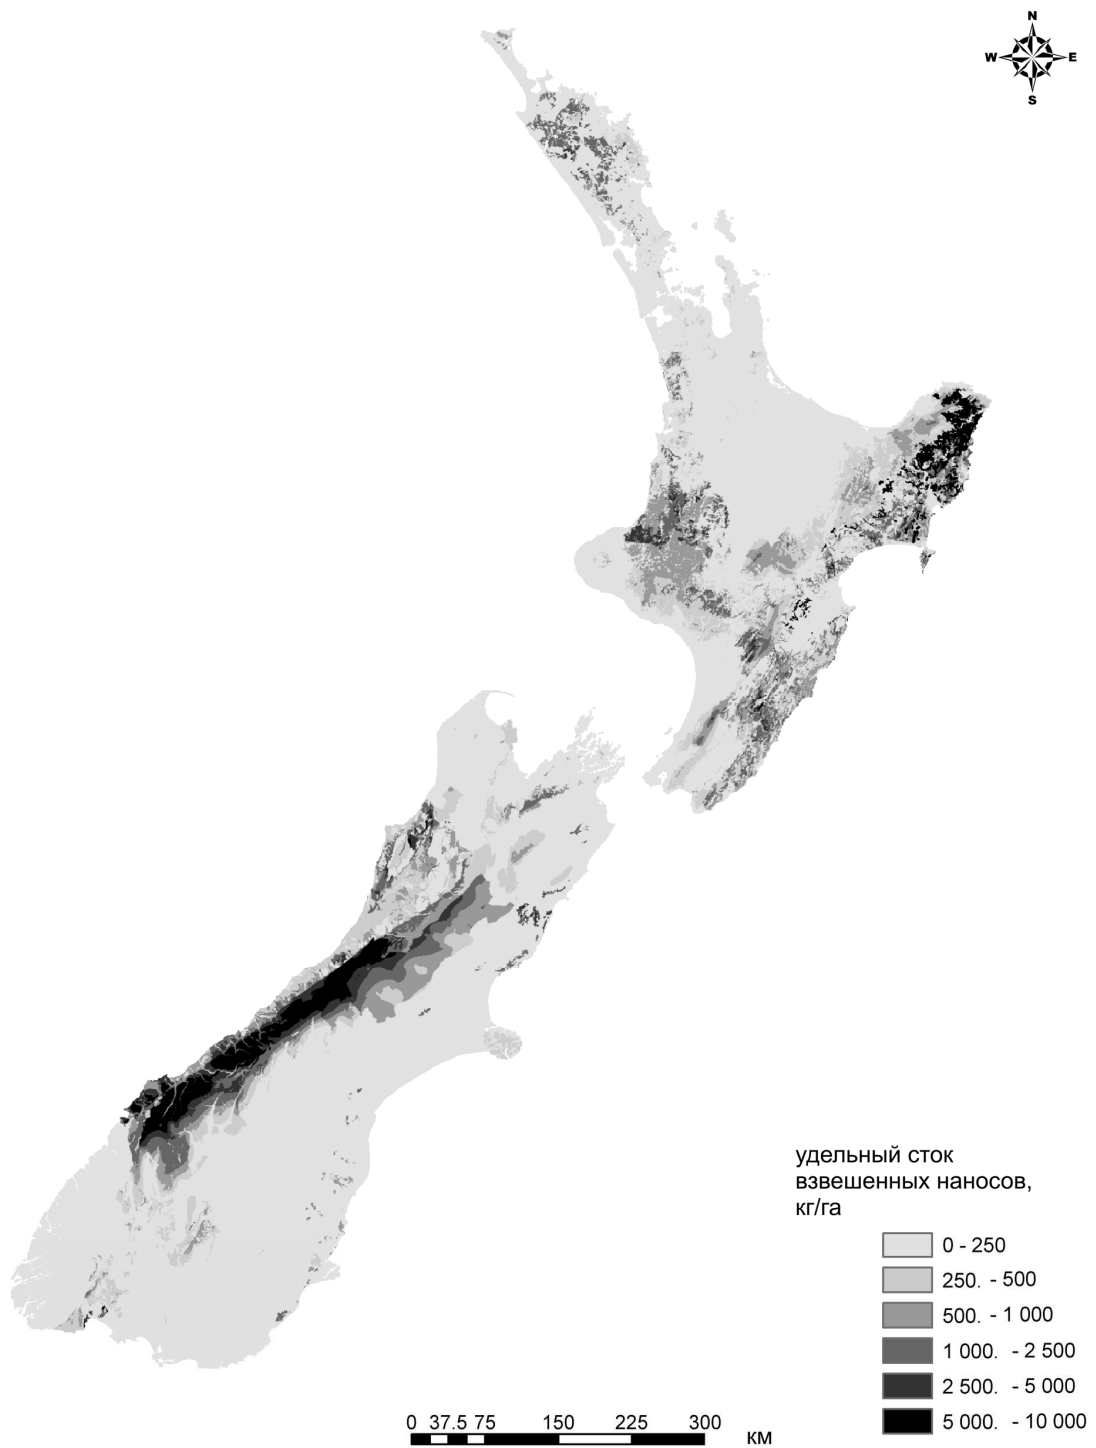 N
W E
S
удельный сток
взвешенных наносов,
кг/га
0 - 250
250. - 500
500. - 1 000
1 000. - 2 500
2 500. - 5 000
5 000. - 10 000
0 37.5 75 150 225 300
км